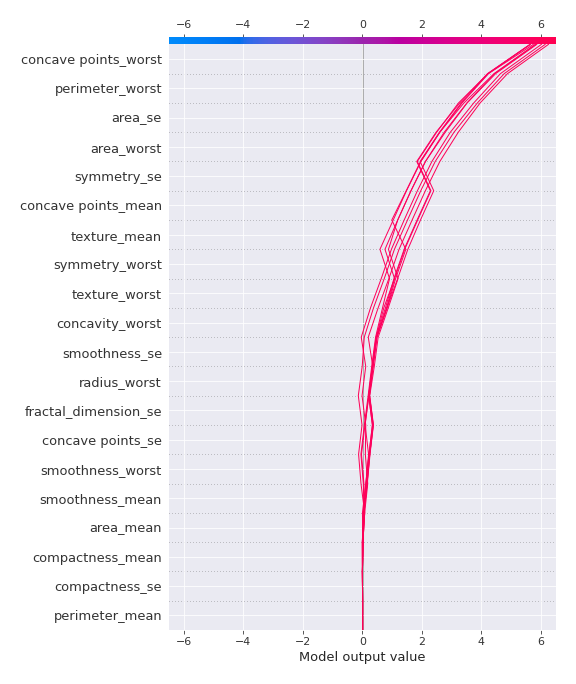 −6 −4 −2 0 2 4 6
concave points_worst
perimeter_worst
area_se
area_worst
symmetry_se
concave points_mean
texture_mean
symmetry_worst
texture_worst
concavity_worst
smoothness_se
radius_worst
fractal_dimension_se
concave points_se
smoothness_worst
smoothness_mean
area_mean
compactness_mean
compactness_se
perimeter_mean
−6 −4 −2 0 2 4 6
Model output value